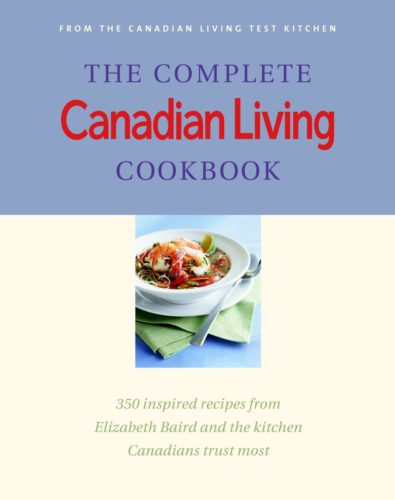 FROM THE CANADIAN LIVING TEST KITCHEN
THE COMPLETE
Canadian Living
COOKBOOK
350 inspired recipes from
Elizabeth Baird and the kitchen
Canadians trust most